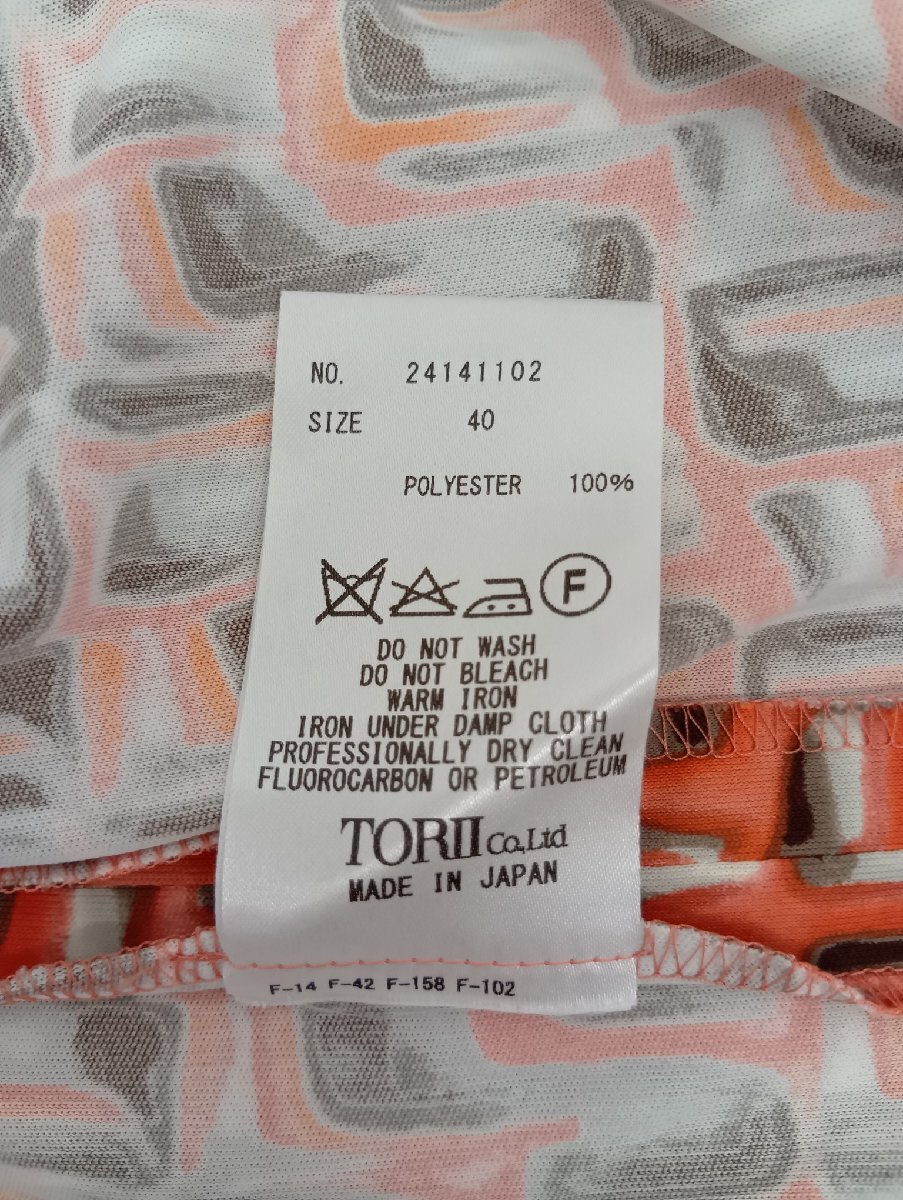 NO. 24141102
SIZE 40
POLYESTER 100%
F
DO NOT WASH
DO NOT BLEACH
WARM IRON
IRON UNDER DAMP CLOTH
PROFESSIONALLY DRY CLEAN
FLUOROCARBON OR PETROLEUM
TORII Co,Ltd
MADE IN JAPAN
F-14 F-42 F-158 F-102